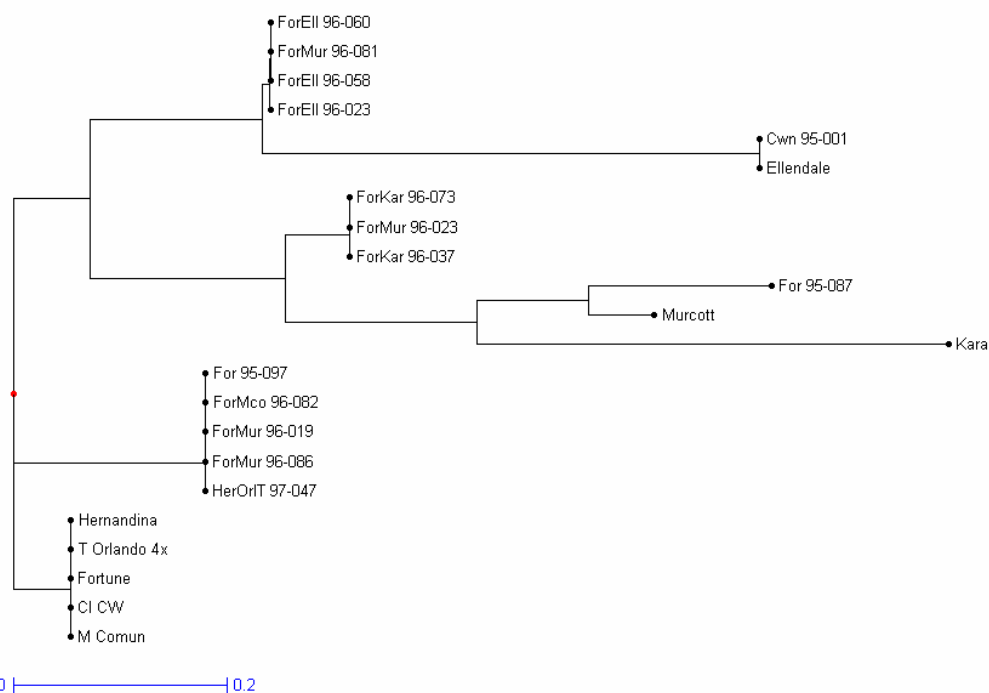 ForEll 96-060
ForMur 96-081
ForEll 96-058
ForEll 96-023
Cwn 95-001
Ellendale
ForKar 96-073
ForMur 96-023
ForKar 96-037
For 95-087
Murcott
Kara
For 95-097
ForMco 96-082
ForMur 96-019
ForMur 96-086
HerOrlT 97-047
Hernandina
T Orlando 4x
Fortune
Cl CW
M Comun
0 0.2